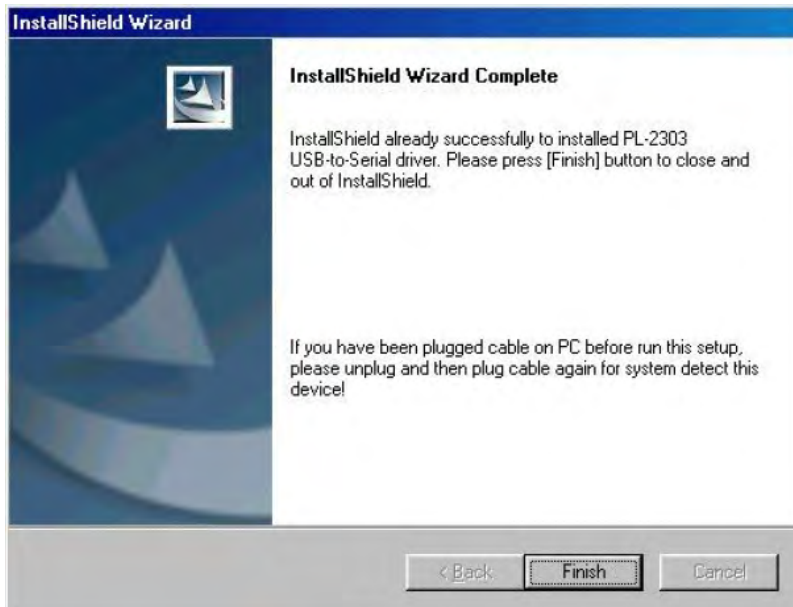 InstallShield Wizard
InstallShield Wizard Complete
InstallShield already successfully to installed PL-2303
USB-to-Serial driver. Please press [Finish] button to close and
out of InstallShield.
If you have been plugged cable on PC before run this setup,
please unplug and then plug cable again for system detect this
device!
< Back
Finish
Cancel